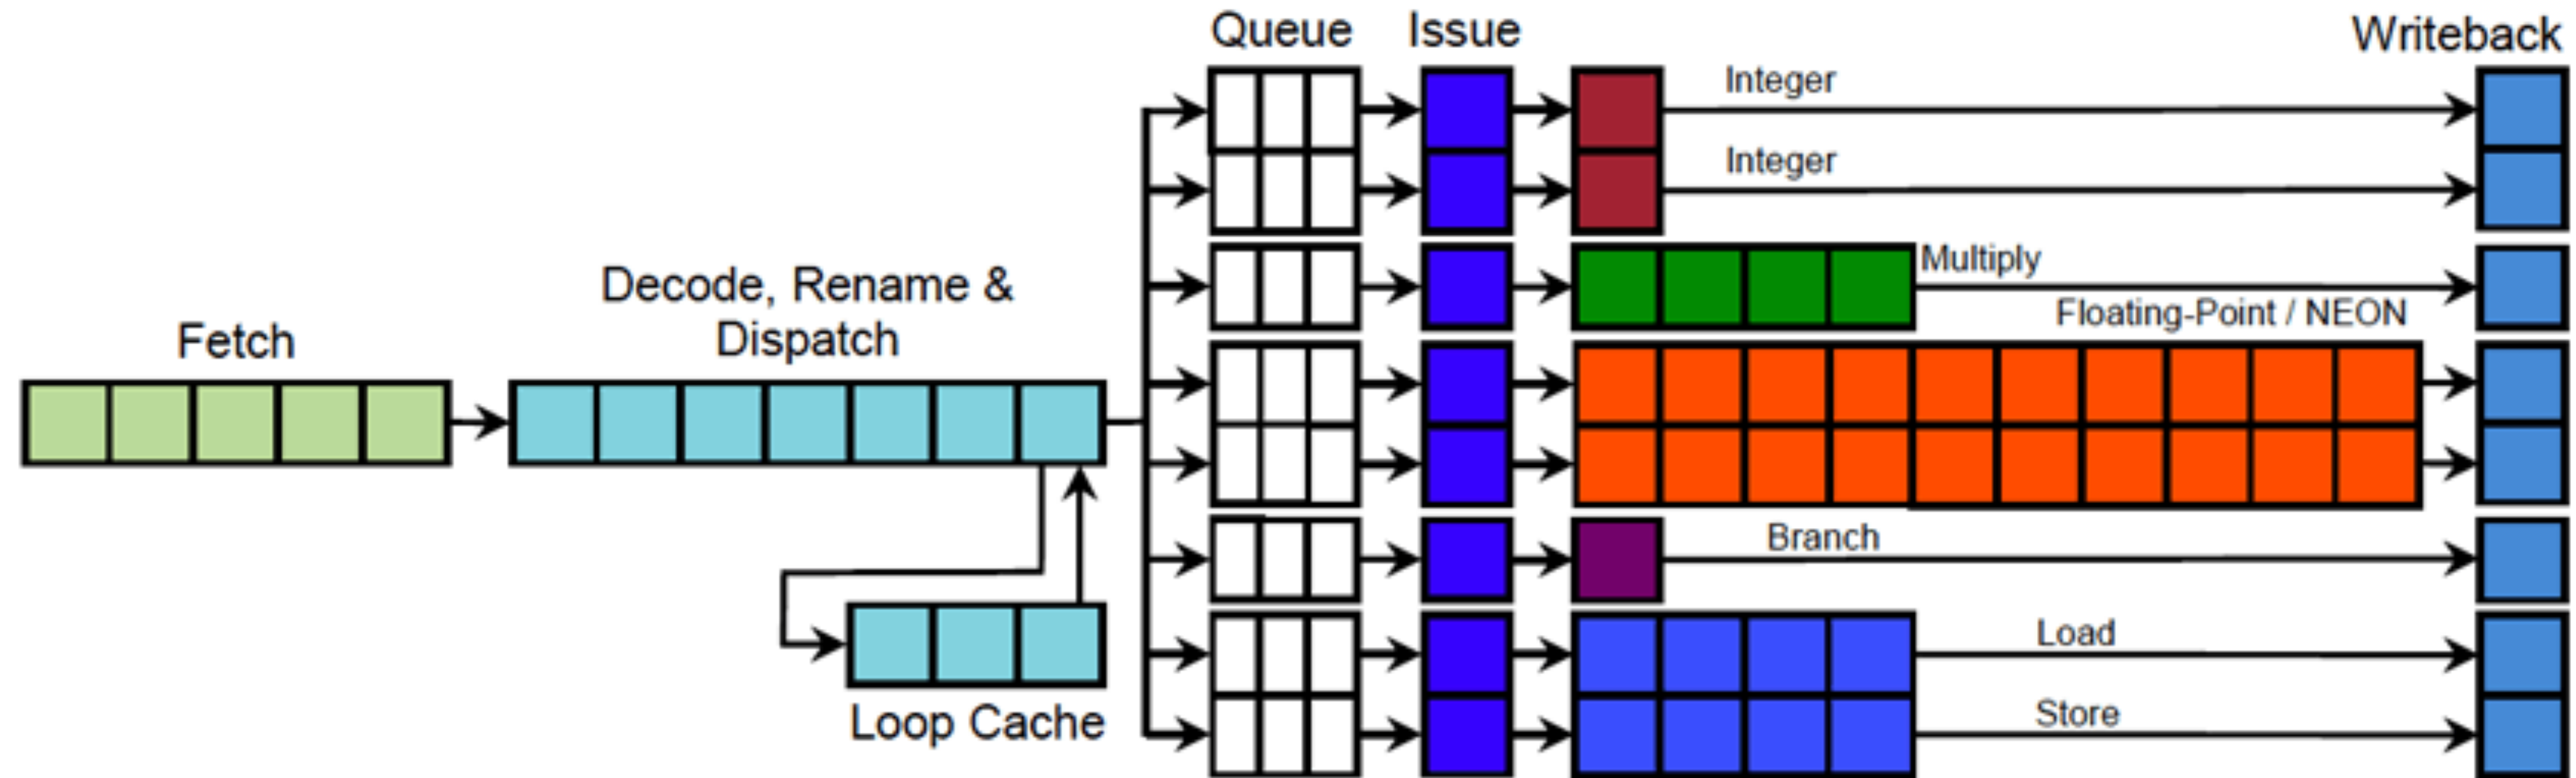 Queue
Issue
Writeback
Integer
Integer
Multiply
Floating-Point / NEON
Decode, Rename &
Dispatch
Fetch
Branch
Load
Store
Loop Cache